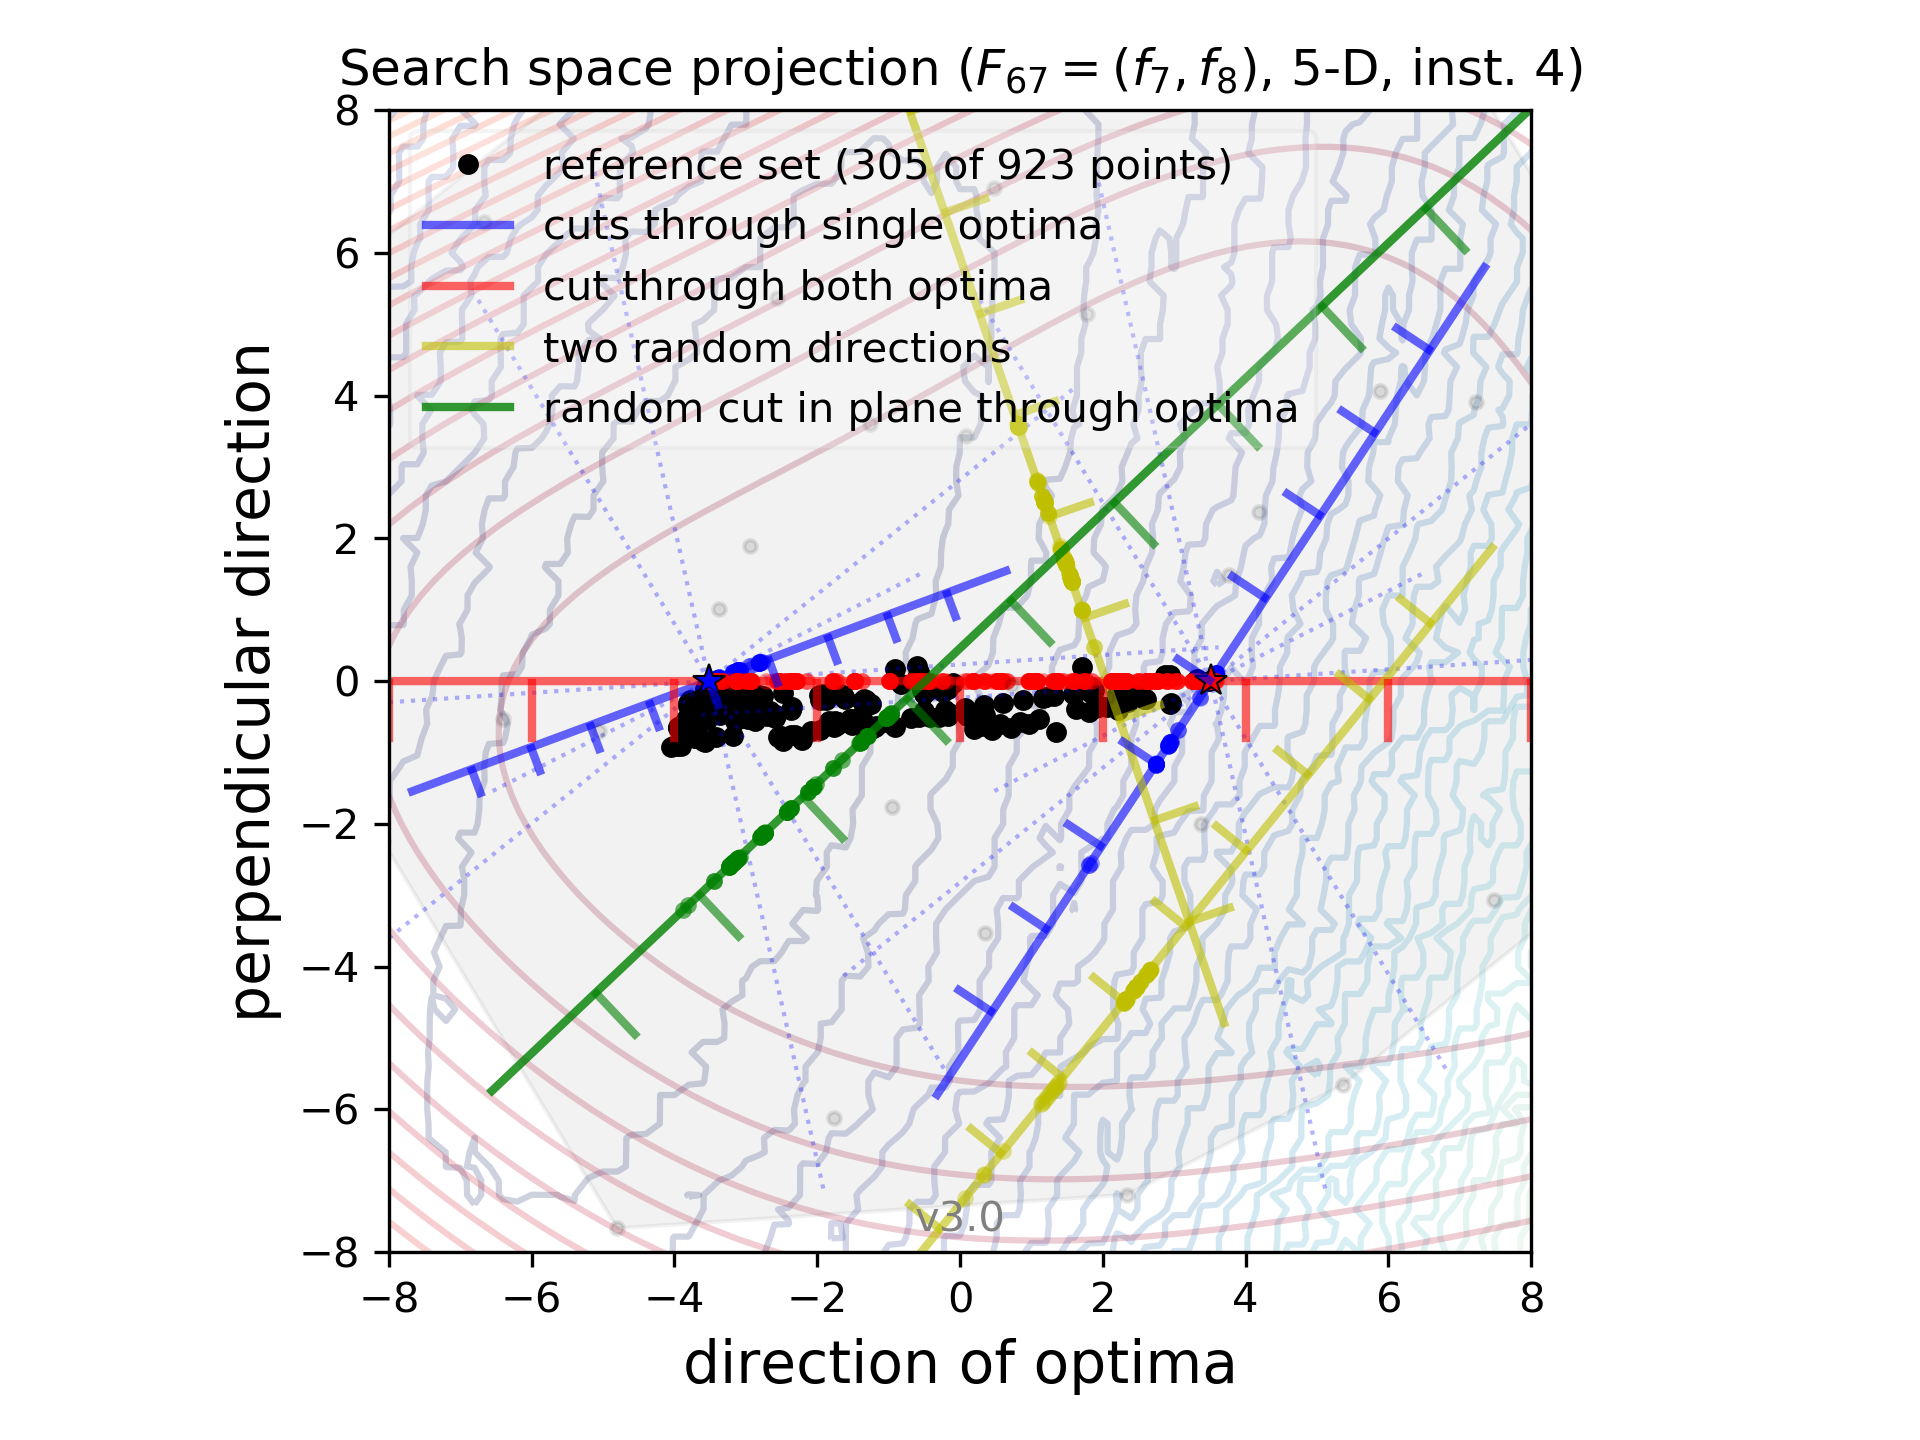 Search space projection (F67 = (f7, f8), 5-D, inst. 4)
reference set (305 of 923 points)
cuts through single optima
cut through both optima
two random directions
random cut in plane through optima
8
6
4
2
0
−2
−4
−6
−8
perpendicular direction
v3.0
−8 −6 −4 −2 0 2 4 6 8
direction of optima